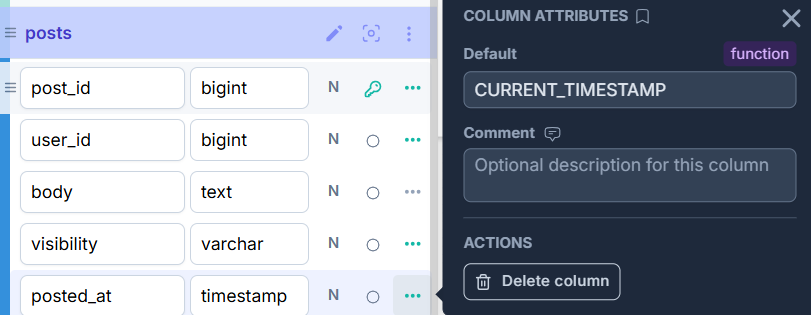 posts
post_id bigint N
user_id bigint N
body text N
visibility varchar N
posted_at timestamp N
COLUMN ATTRIBUTES
Default function
CURRENT_TIMESTAMP
Comment
Optional description for this column
ACTIONS
Delete column